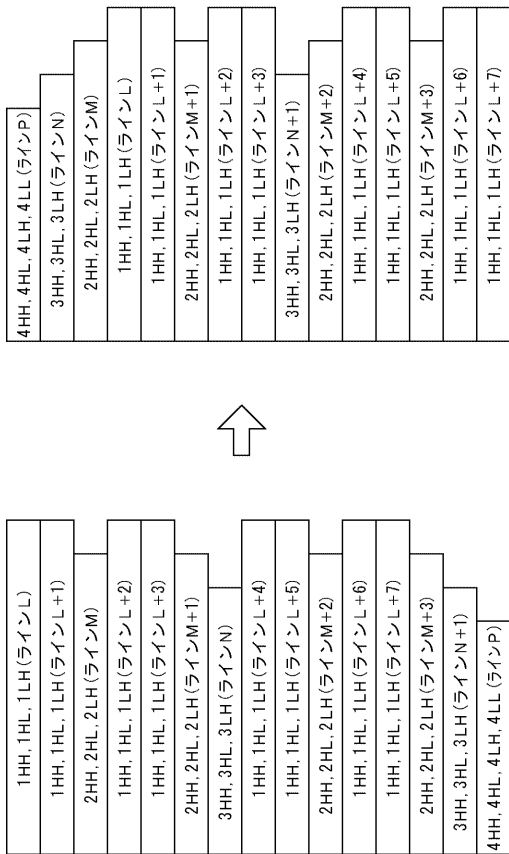 1HH, 1HL, 1LH(ラインL)
1HH, 1HL, 1LH(ラインL+1)
2HH, 2HL, 2LH(ラインM)
1HH, 1HL, 1LH(ラインL+2)
1HH, 1HL, 1LH(ラインL+3)
2HH, 2HL, 2LH(ラインM+1)
3HH, 3HL, 3LH(ラインN)
1HH, 1HL, 1LH(ラインL+4)
1HH, 1HL, 1LH(ラインL+5)
2HH, 2HL, 2LH(ラインM+2)
1HH, 1HL, 1LH(ラインL+6)
1HH, 1HL, 1LH(ラインL+7)
2HH, 2HL, 2LH(ラインM+3)
3HH, 3HL, 3LH(ラインN+1)
4HH, 4HL, 4LH, 4LL(ラインP)
4HH, 4HL, 4LH, 4LL(ラインP)
3HH, 3HL, 3LH(ラインN)
2HH, 2HL, 2LH(ラインM)
1HH, 1HL, 1LH(ラインL)
1HH, 1HL, 1LH(ラインL+1)
2HH, 2HL, 2LH(ラインM+1)
1HH, 1HL, 1LH(ラインL+2)
1HH, 1HL, 1LH(ラインL+3)
3HH, 3HL, 3LH(ラインN+1)
2HH, 2HL, 2LH(ラインM+2)
1HH, 1HL, 1LH(ラインL+4)
1HH, 1HL, 1LH(ラインL+5)
2HH, 2HL, 2LH(ラインM+3)
1HH, 1HL, 1LH(ラインL+6)
1HH, 1HL, 1LH(ラインL+7)